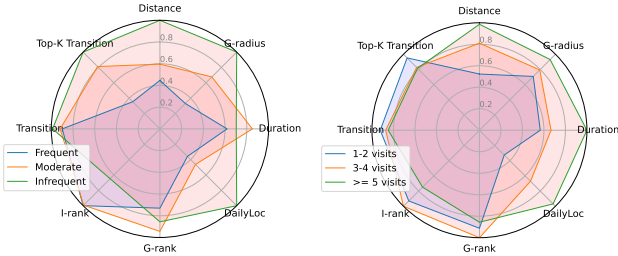 Distance
Top-K Transition
G-radius
0.8
0.6
0.4
0.2
Transition
Duration
Frequent
Moderate
Infrequent
I-rank
DailyLoc
G-rank
Distance
Top-K Transition
G-radius
0.8
0.6
0.4
0.2
Transition
Duration
1-2 visits
3-4 visits
>= 5 visits
I-rank
DailyLoc
G-rank